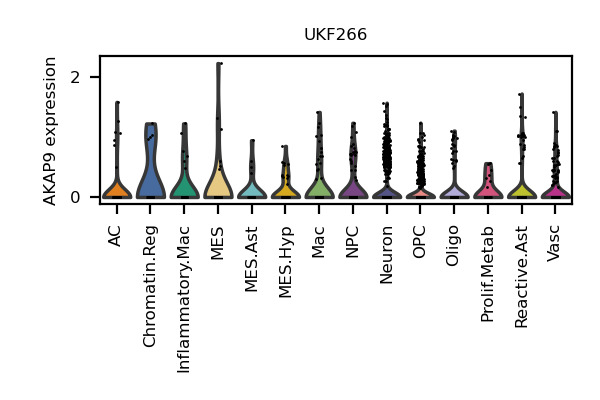 UKF266
AKAP9 expression
2
0
AC
Chromatin.Reg
Inflammatory.Mac
MES
MES.Ast
MES.Hyp
Mac
NPC
Neuron
OPC
Oligo
Prolif.Metab
Reactive.Ast
Vasc